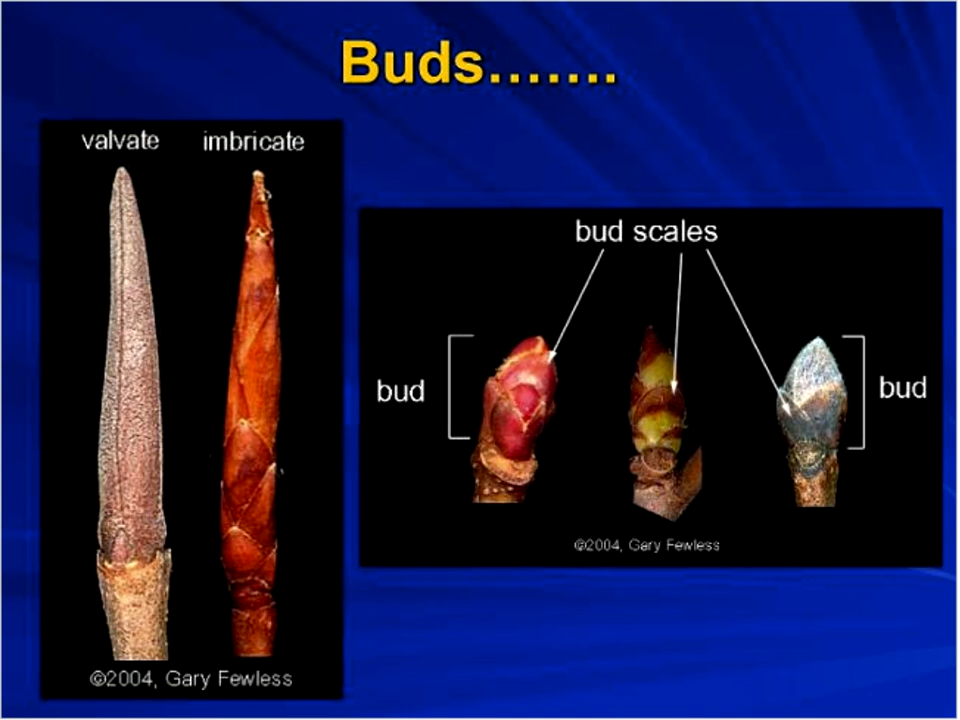 Buds.......
valvate imbricate
©2004, Gary Fewless
bud scales
bud
bud
©2004, Gary Fewless